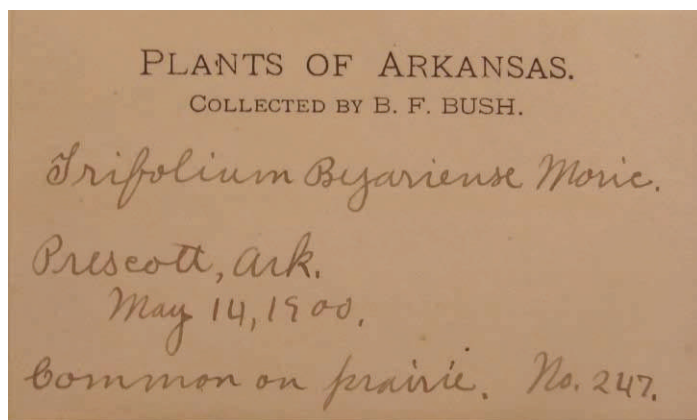 PLANTS OF ARKANSAS.
COLLECTED BY B. F. BUSH.
Trifolium Bejariense Moric.
Prescott, Ark.
May 14, 1900.
Common on prairie. No. 247.